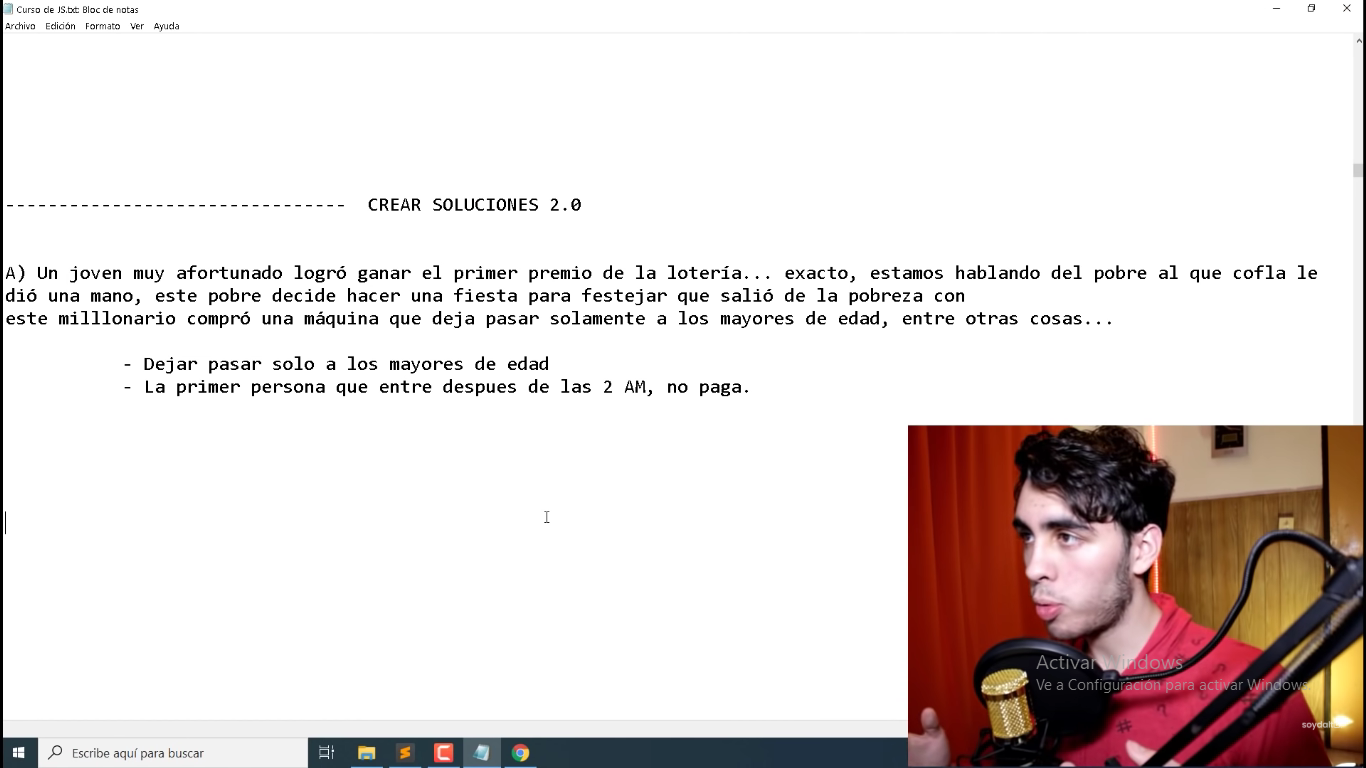 Curso de JS.txt: Bloc de notas
Archivo Edición Formato Ver Ayuda
-------------------------------- CREAR SOLUCIONES 2.0
A) Un joven muy afortunado logró ganar el primer premio de la lotería... exacto, estamos hablando del pobre al que cofla le
dió una mano, este pobre decide hacer una fiesta para festejar que salió de la pobreza con
este milllonario compró una máquina que deja pasar solamente a los mayores de edad, entre otras cosas...
- Dejar pasar solo a los mayores de edad
- La primer persona que entre despues de las 2 AM, no paga.
Activar Windows
Ve a Configuración para activar Windows.
Escribe aquí para buscar